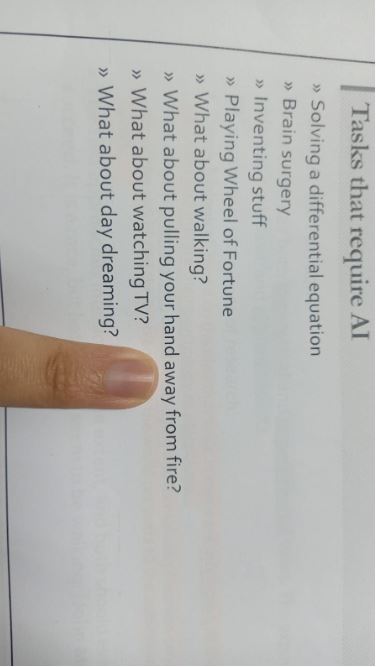 Tasks that require AI
» Solving a differential equation
» Brain surgery
» Inventing stuff
» Playing Wheel of Fortune
» What about walking?
» What about pulling your hand away from fire?
» What about watching TV?
» What about day dreaming?